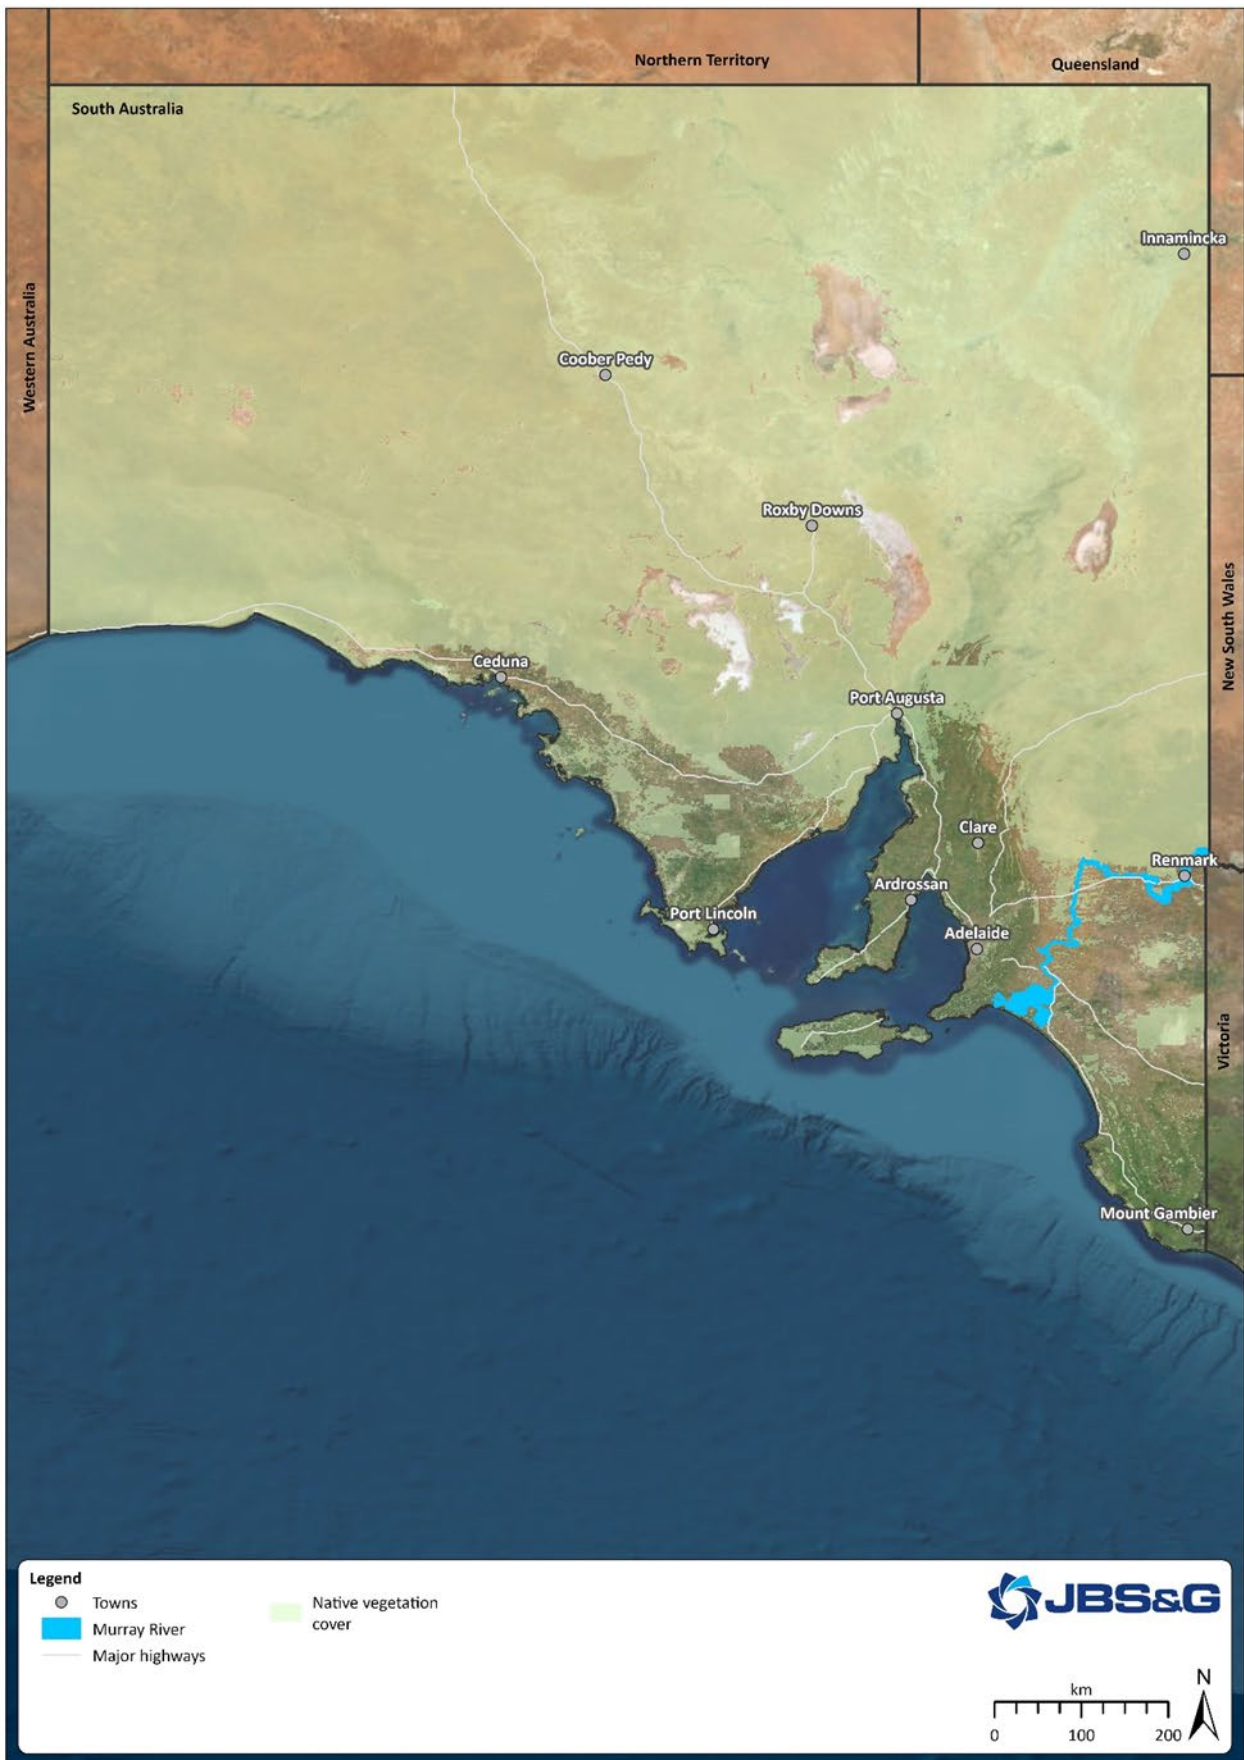 Northern Territory
Queensland
South Australia
Innamincka
Western Australia
Coober Pedy
Roxby Downs
New South Wales
Ceduna
Port Augusta
Clare
Renmark
Ardrossan
Port Lincoln
Adelaide
Victoria
Mount Gambier
Legend
Towns
Murray River
Major highways
Native vegetation
cover
JBS&G
N
km
0 100 200